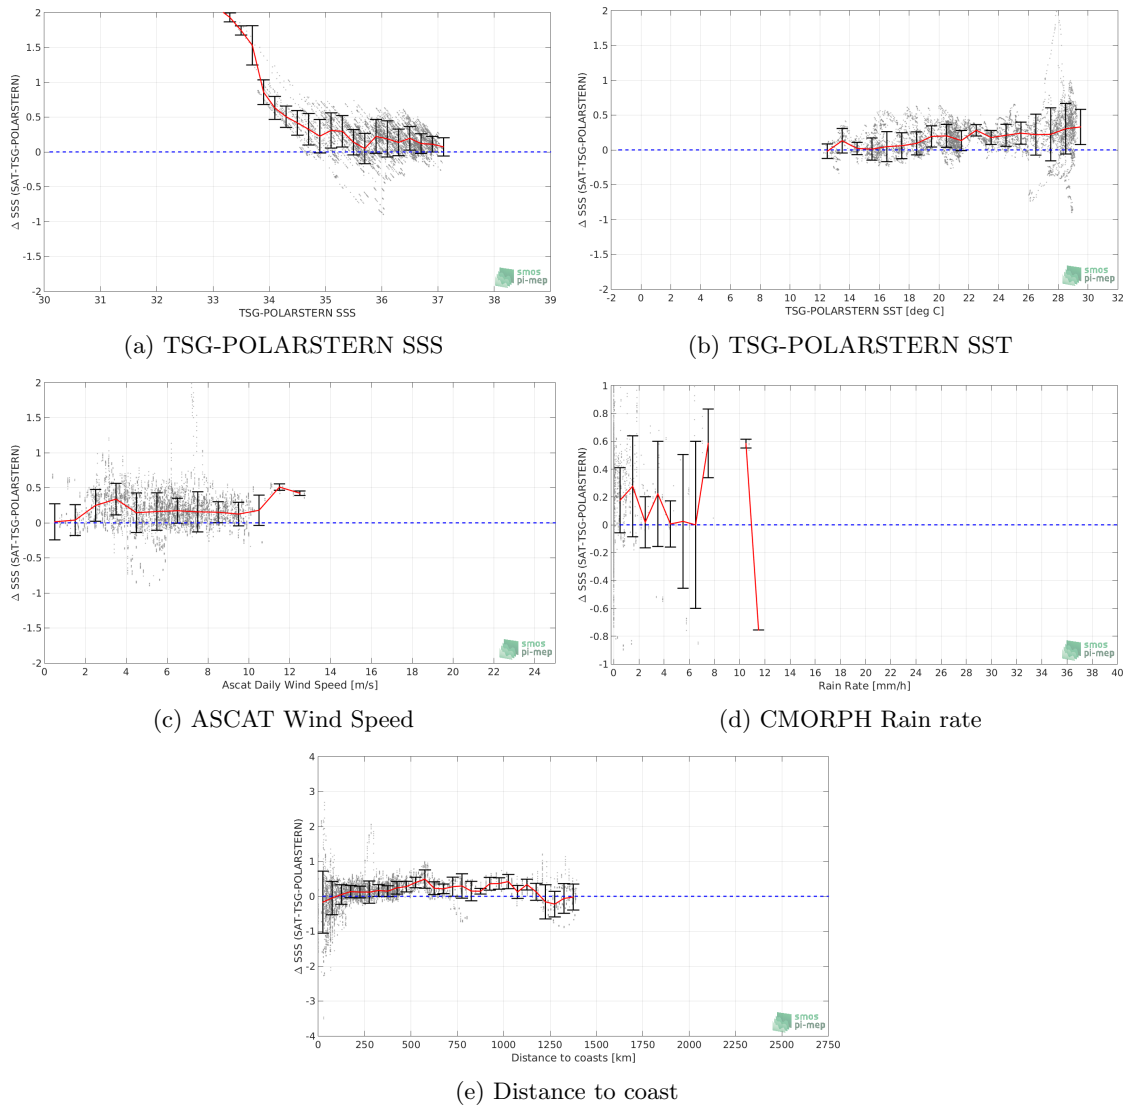 2
1.5
1
0.5
0
-0.5
-1
-1.5
-2
Δ SSS (SAT-TSG-POLARSTERN)
30 31 32 33 34 35 36 37 38 39
TSG-POLARSTERN SSS
smos
pi-mep
(a) TSG-POLARSTERN SSS
2
1.5
1
0.5
0
-0.5
-1
-1.5
-2
Δ SSS (SAT-TSG-POLARSTERN)
-2 0 2 4 6 8 10 12 14 16 18 20 22 24 26 28 30 32
TSG-POLARSTERN SST [deg C]
smos
pi-mep
(b) TSG-POLARSTERN SST
2
1.5
1
0.5
0
-0.5
-1
-1.5
-2
Δ SSS (SAT-TSG-POLARSTERN)
0 2 4 6 8 10 12 14 16 18 20 22 24
Ascat Daily Wind Speed [m/s]
smos
pi-mep
(c) ASCAT Wind Speed
1
0.8
0.6
0.4
0.2
0
-0.2
-0.4
-0.6
-0.8
-1
Δ SSS (SAT-TSG-POLARSTERN)
0 2 4 6 8 10 12 14 16 18 20 22 24 26 28 30 32 34 36 38 40
Rain Rate [mm/h]
smos
pi-mep
(d) CMORPH Rain rate
4
3
2
1
0
-1
-2
-3
-4
Δ SSS (SAT-TSG-POLARSTERN)
0 250 500 750 1000 1250 1500 1750 2000 2250 2500 2750
Distance to coasts [km]
smos
pi-mep
(e) Distance to coast